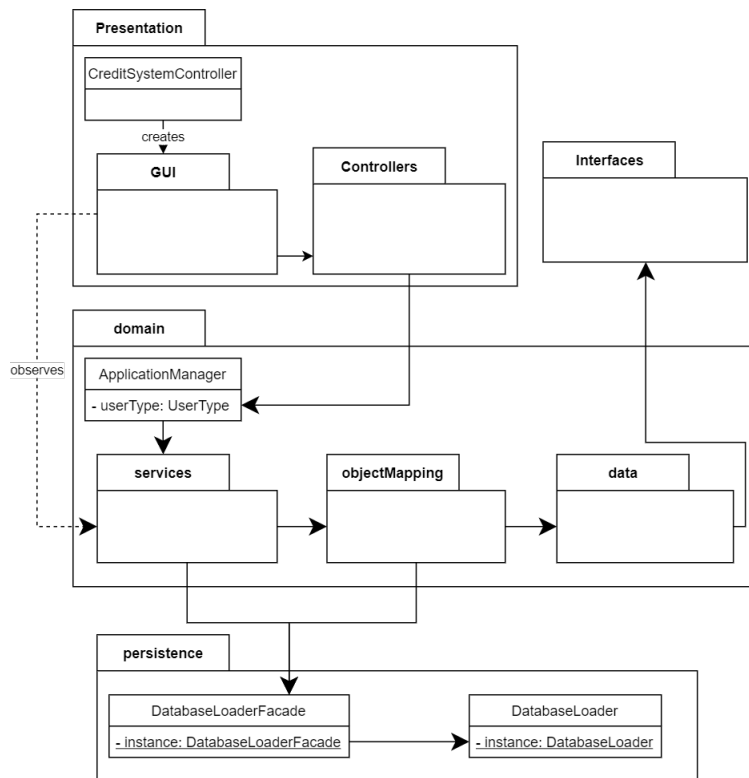 Presentation
CreditSystemController
creates
GUI
Controllers
Interfaces
domain
observes
ApplicationManager
- userType: UserType
services
objectMapping
data
persistence
DatabaseLoaderFacade
- instance: DatabaseLoaderFacade
DatabaseLoader
- instance: DatabaseLoader